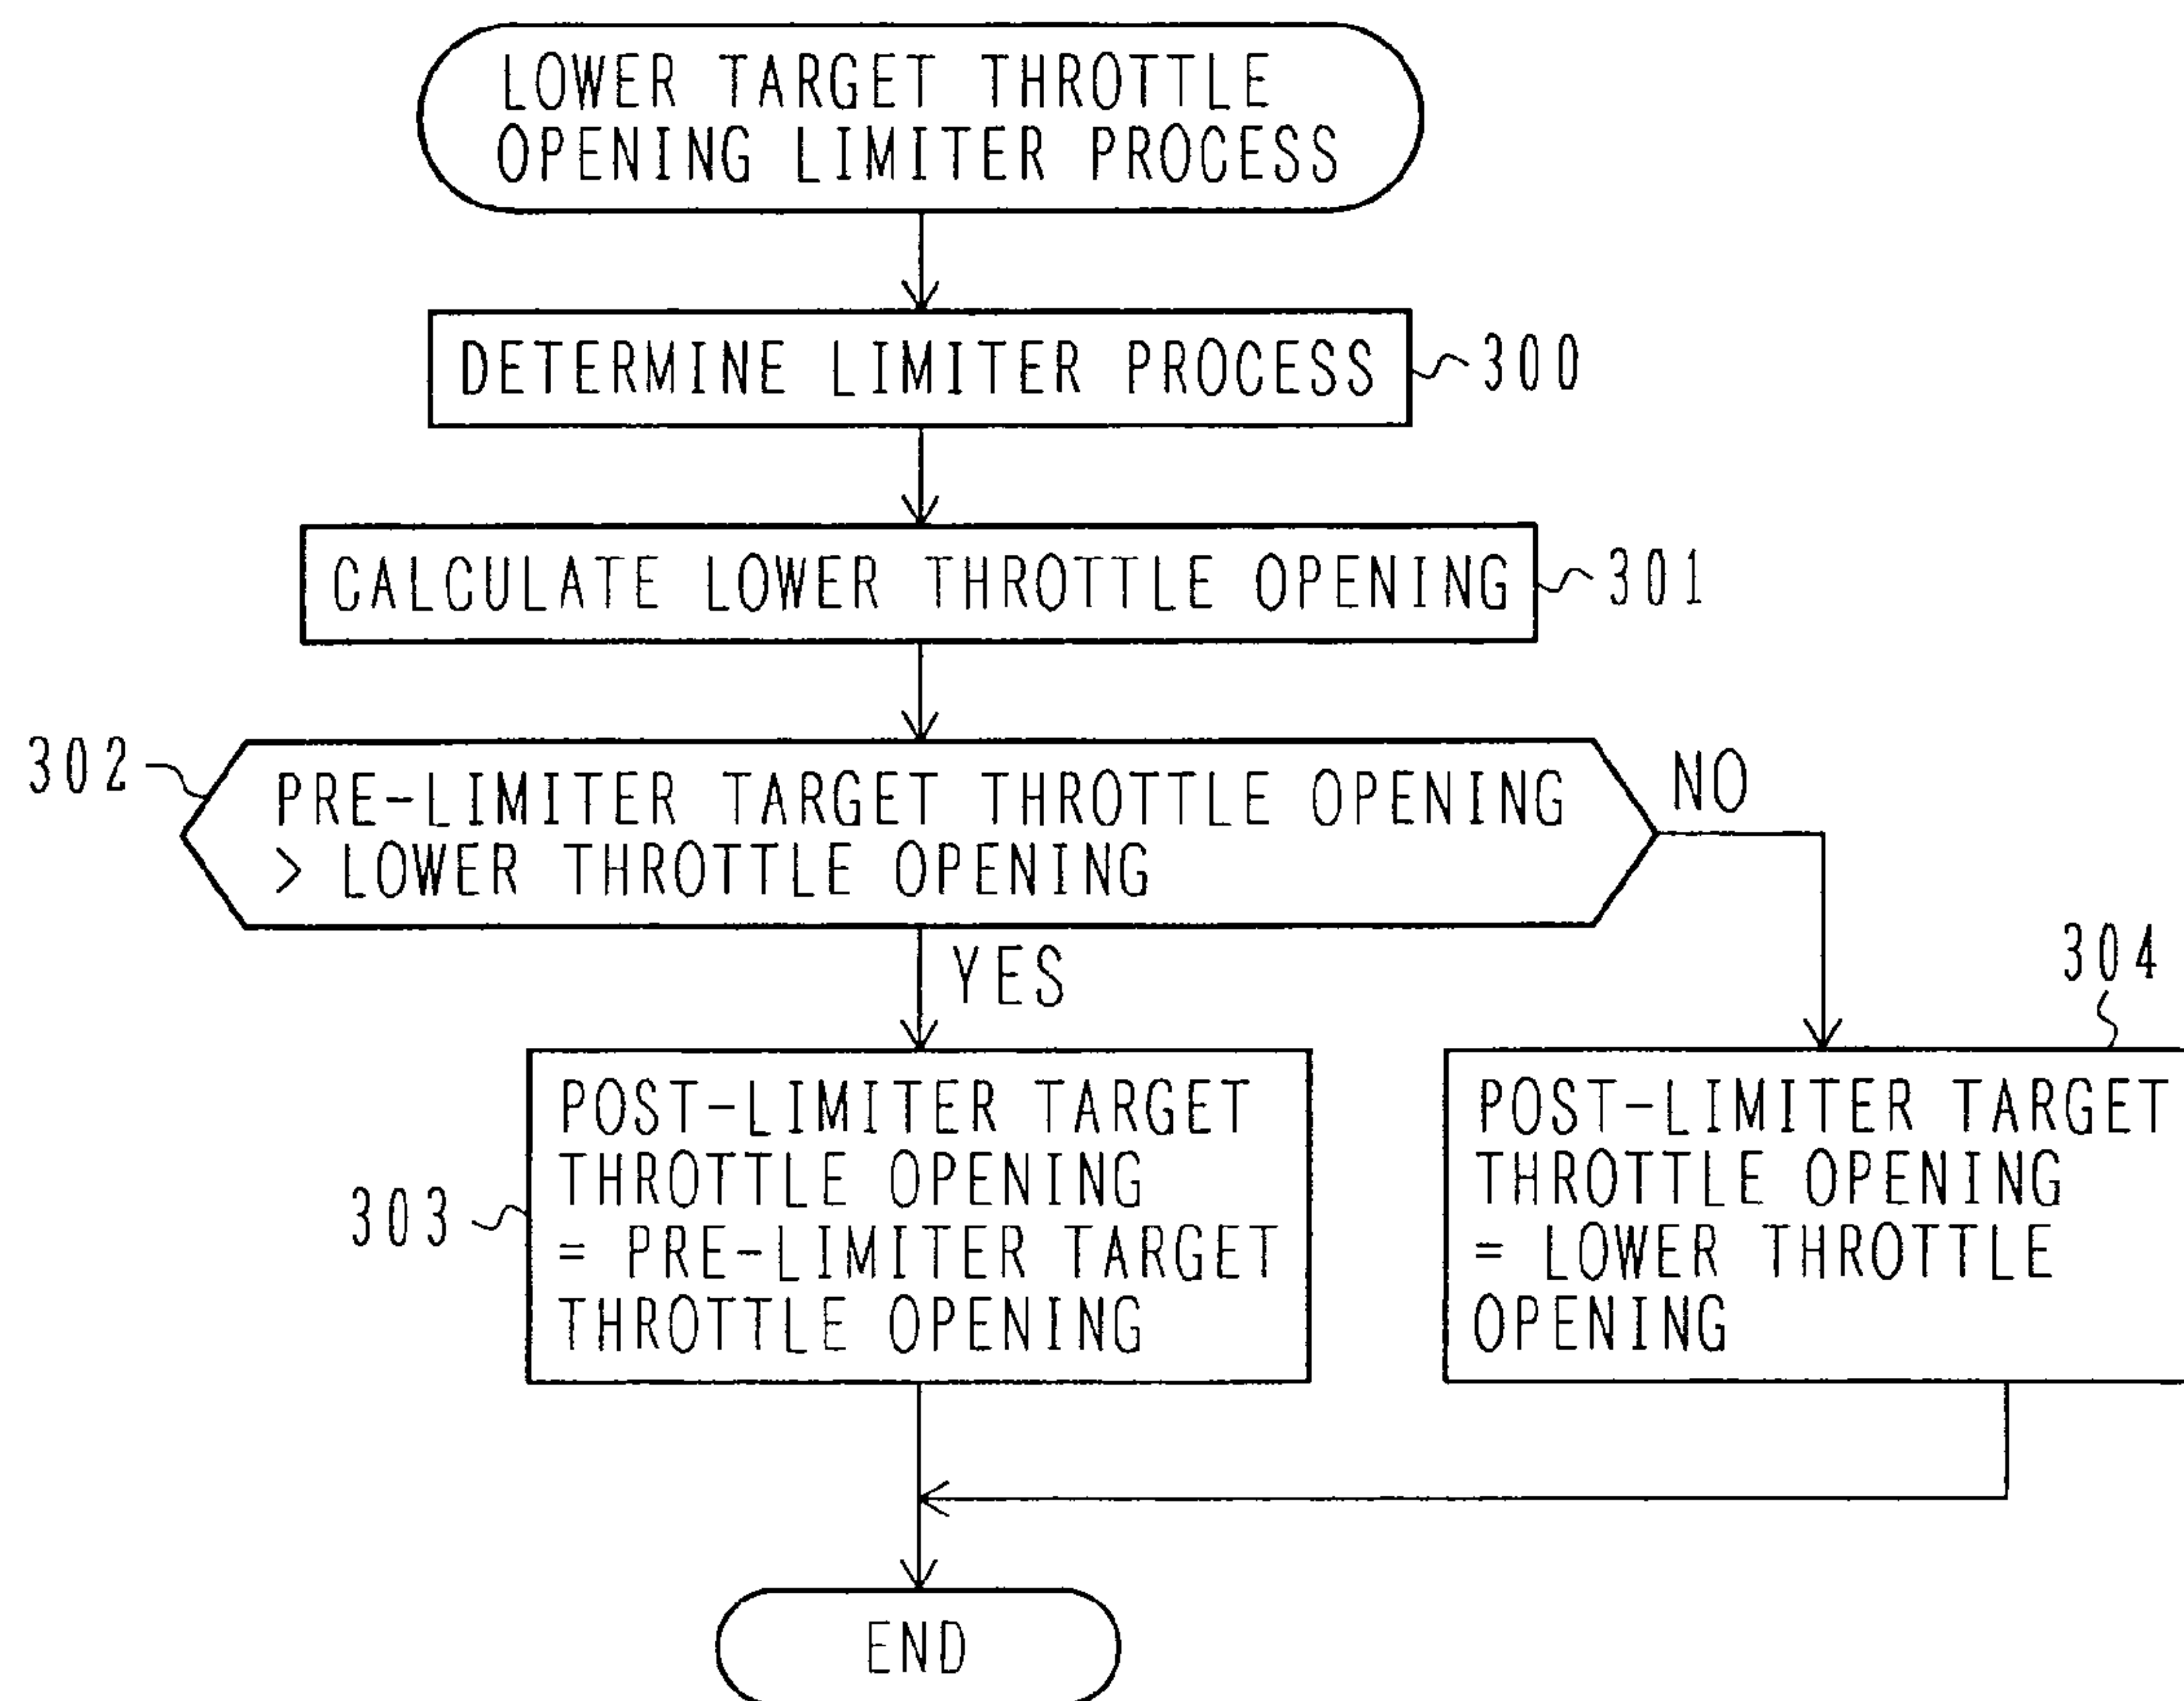 LOWER TARGET THROTTLE
OPENING LIMITER PROCESS
DETERMINE LIMITER PROCESS
300
CALCULATE LOWER THROTTLE OPENING
301
302
PRE-LIMITER TARGET THROTTLE OPENING
> LOWER THROTTLE OPENING
NO
YES
303
POST-LIMITER TARGET
THROTTLE OPENING
= PRE-LIMITER TARGET
THROTTLE OPENING
304
POST-LIMITER TARGET
THROTTLE OPENING
= LOWER THROTTLE
OPENING
END